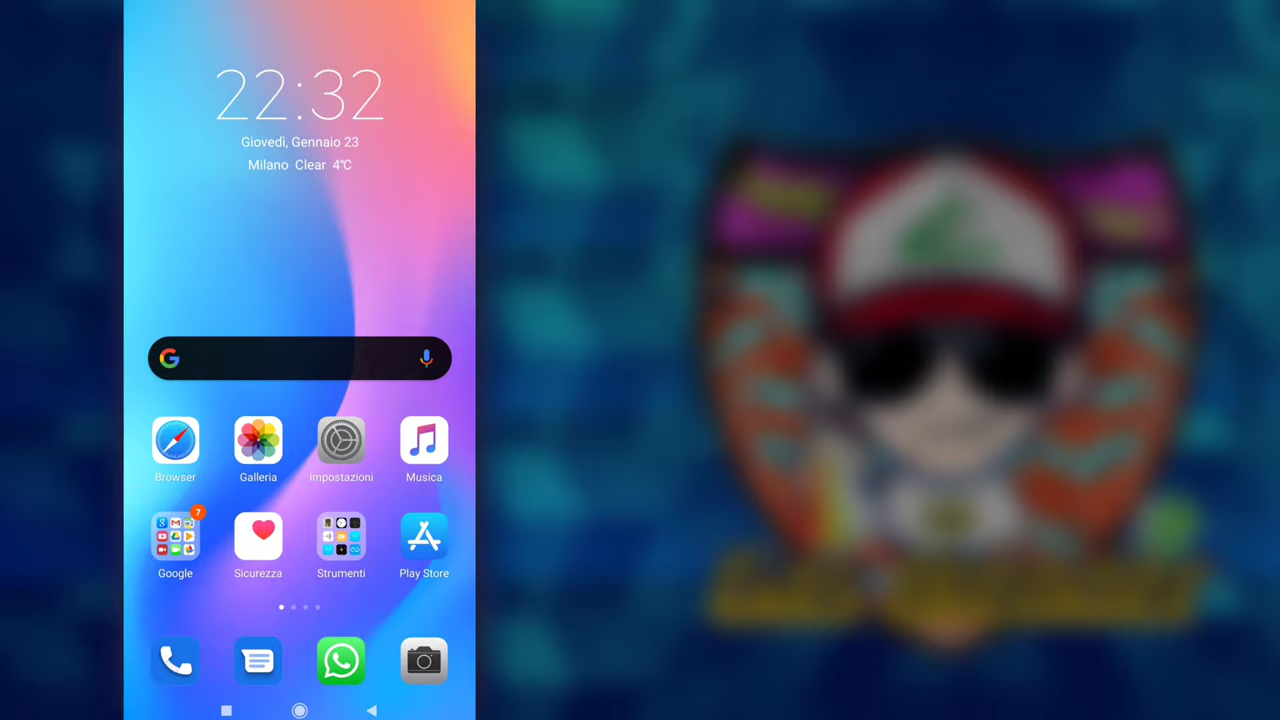 22:32
Giovedì, Gennaio 23
Milano Clear 4℃
Browser
Galleria
Impostazioni
Musica
7
Google
Sicurezza
Strumenti
Play Store